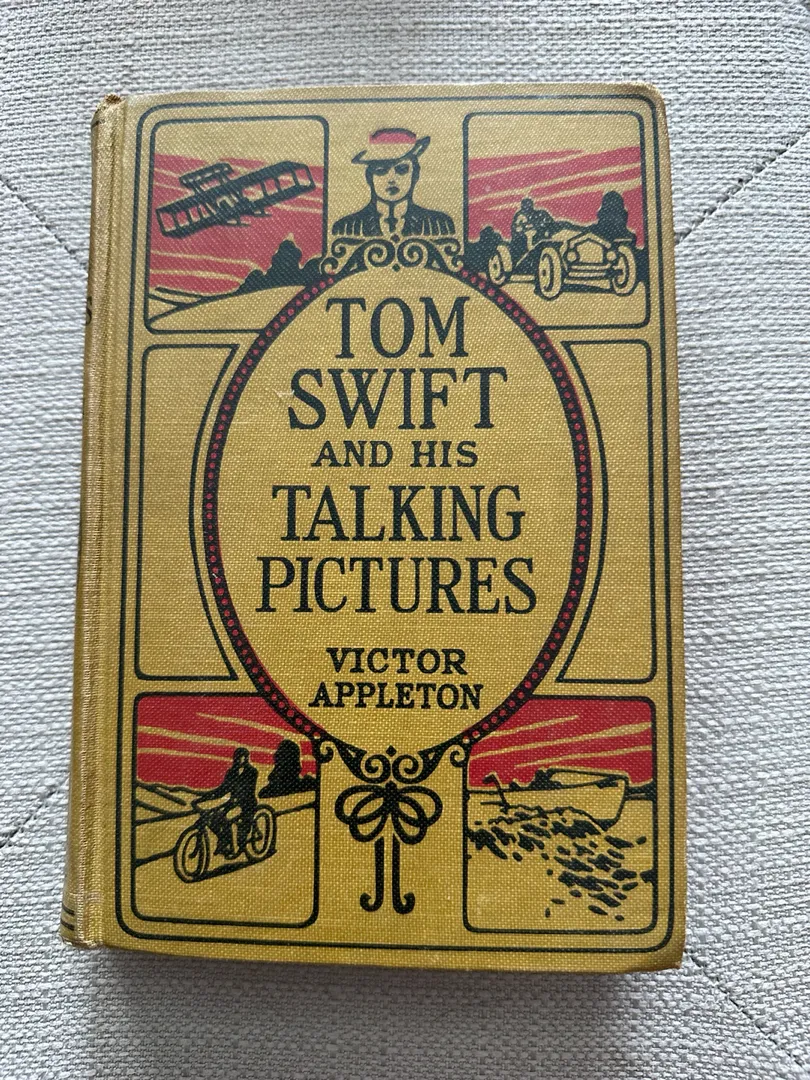 TOM
SWIFT
AND HIS
TALKING
PICTURES
VICTOR
APPLETON